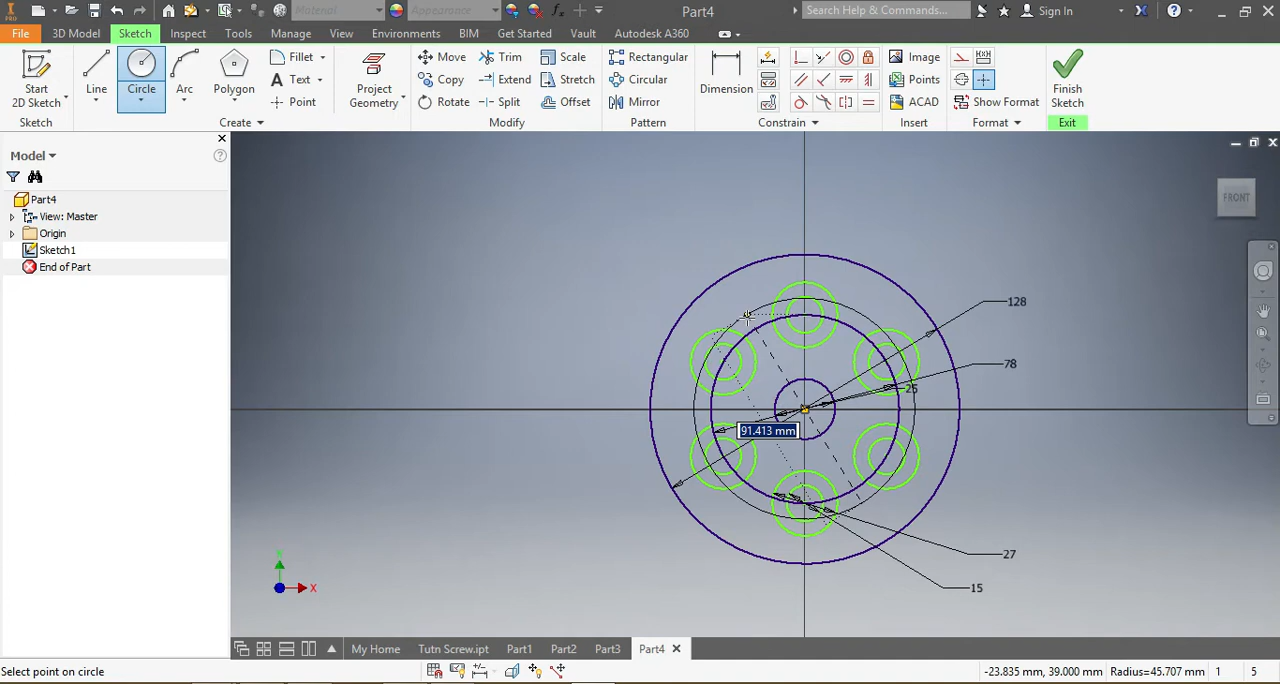 Material
Appearance
Part4
Search Help & Commands...
Sign In
PRO
File
3D Model
Sketch
Inspect
Tools
Manage
View
Environments
BIM
Get Started
Vault
Autodesk A360
Start
2D Sketch
Line
Circle
Arc
Polygon
Fillet
Text
Point
Project
Geometry
Move
Copy
Rotate
Trim
Extend
Split
Scale
Stretch
Offset
Rectangular
Circular
Mirror
Dimension
Image
Points
ACAD
Show Format
Finish
Sketch
Sketch
Create
Modify
Pattern
Constrain
Insert
Format
Exit
Model
Part4
View: Master
Origin
Sketch1
End of Part
FRONT
128
78
25
91.413 mm
27
15
X
My Home
Tutn Screw.ipt
Part1
Part2
Part3
Part4
Select point on circle
-23.835 mm, 39.000 mm
Radius=45.707 mm
1
5